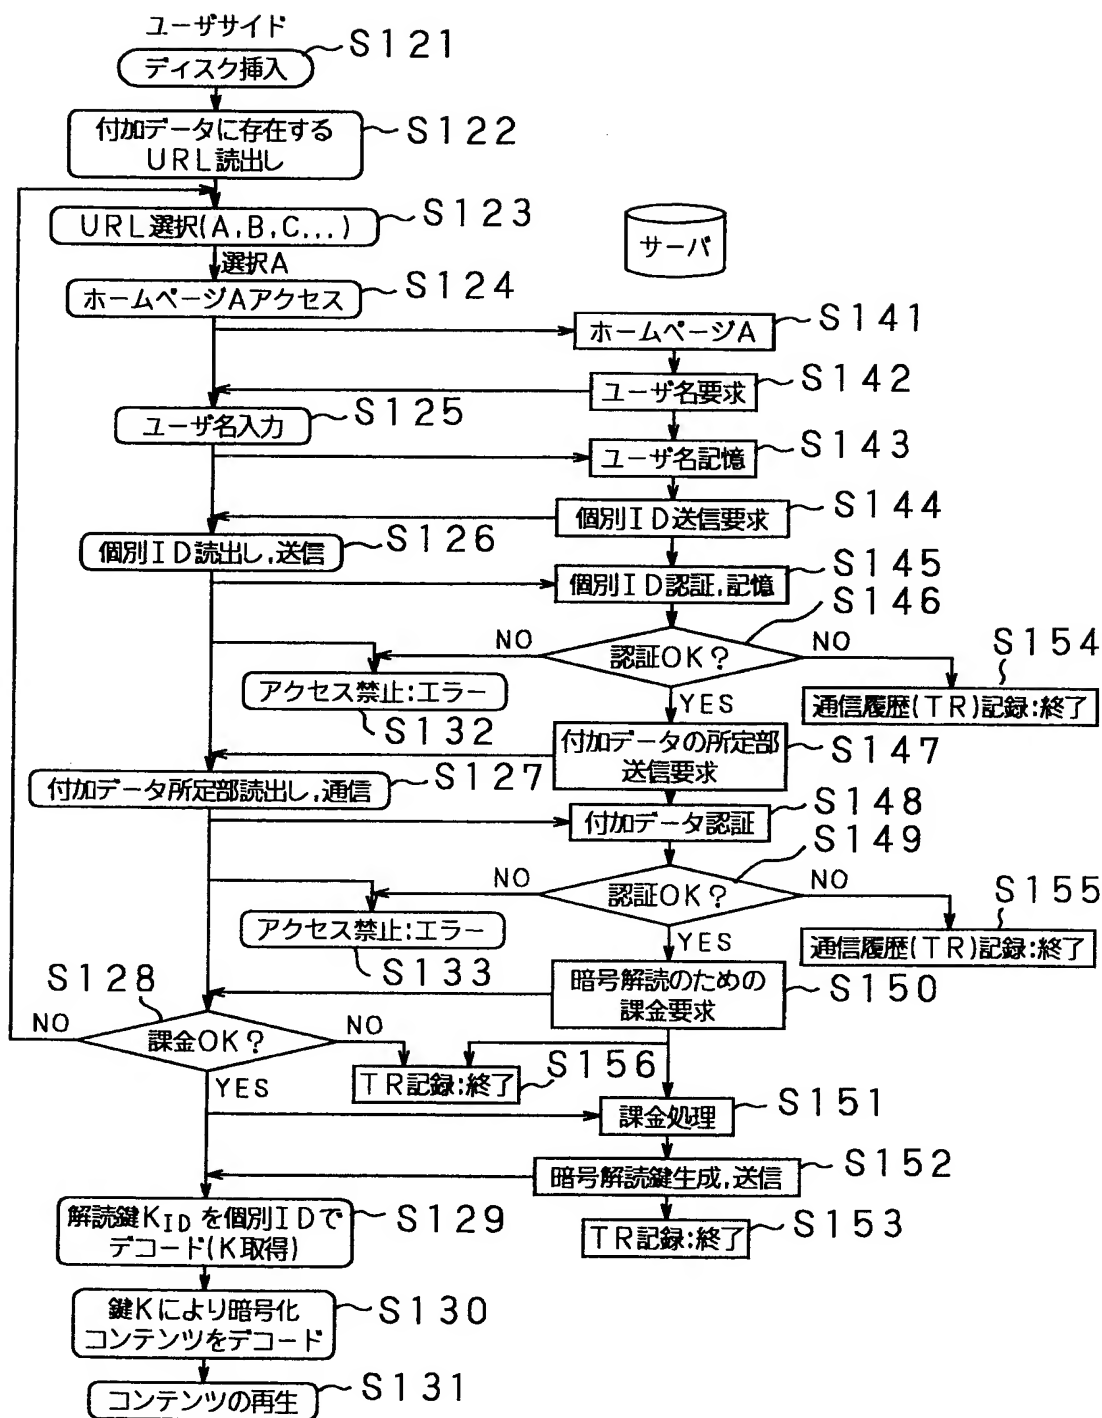 ユーザサイド
ディスク挿入
S121
付加データに存在する
URL読出し
S122
URL選択(A,B,C...)
S123
サーバ
選択A
ホームページAアクセス
S124
ホームページA
S141
ユーザ名要求
S142
ユーザ名入力
S125
ユーザ名記憶
S143
個別ID送信要求
S144
個別ID読出し,送信
S126
個別ID認証,記憶
S145
S146
NO
認証OK?
NO
S154
アクセス禁止:エラー
YES
通信履歴(TR)記録:終了
S132
付加データの所定部
送信要求
S147
付加データ所定部読出し,通信
S127
付加データ認証
S148
S149
NO
認証OK?
NO
S155
アクセス禁止:エラー
YES
通信履歴(TR)記録:終了
S133
S128
暗号解読のための
課金要求
S150
NO
課金OK?
NO
TR記録:終了
S156
YES
課金処理
S151
暗号解読鍵生成,送信
S152
解読鍵KIDを個別IDで
デコード(K取得)
S129
TR記録:終了
S153
鍵Kにより暗号化
コンテンツをデコード
S130
コンテンツの再生
S131